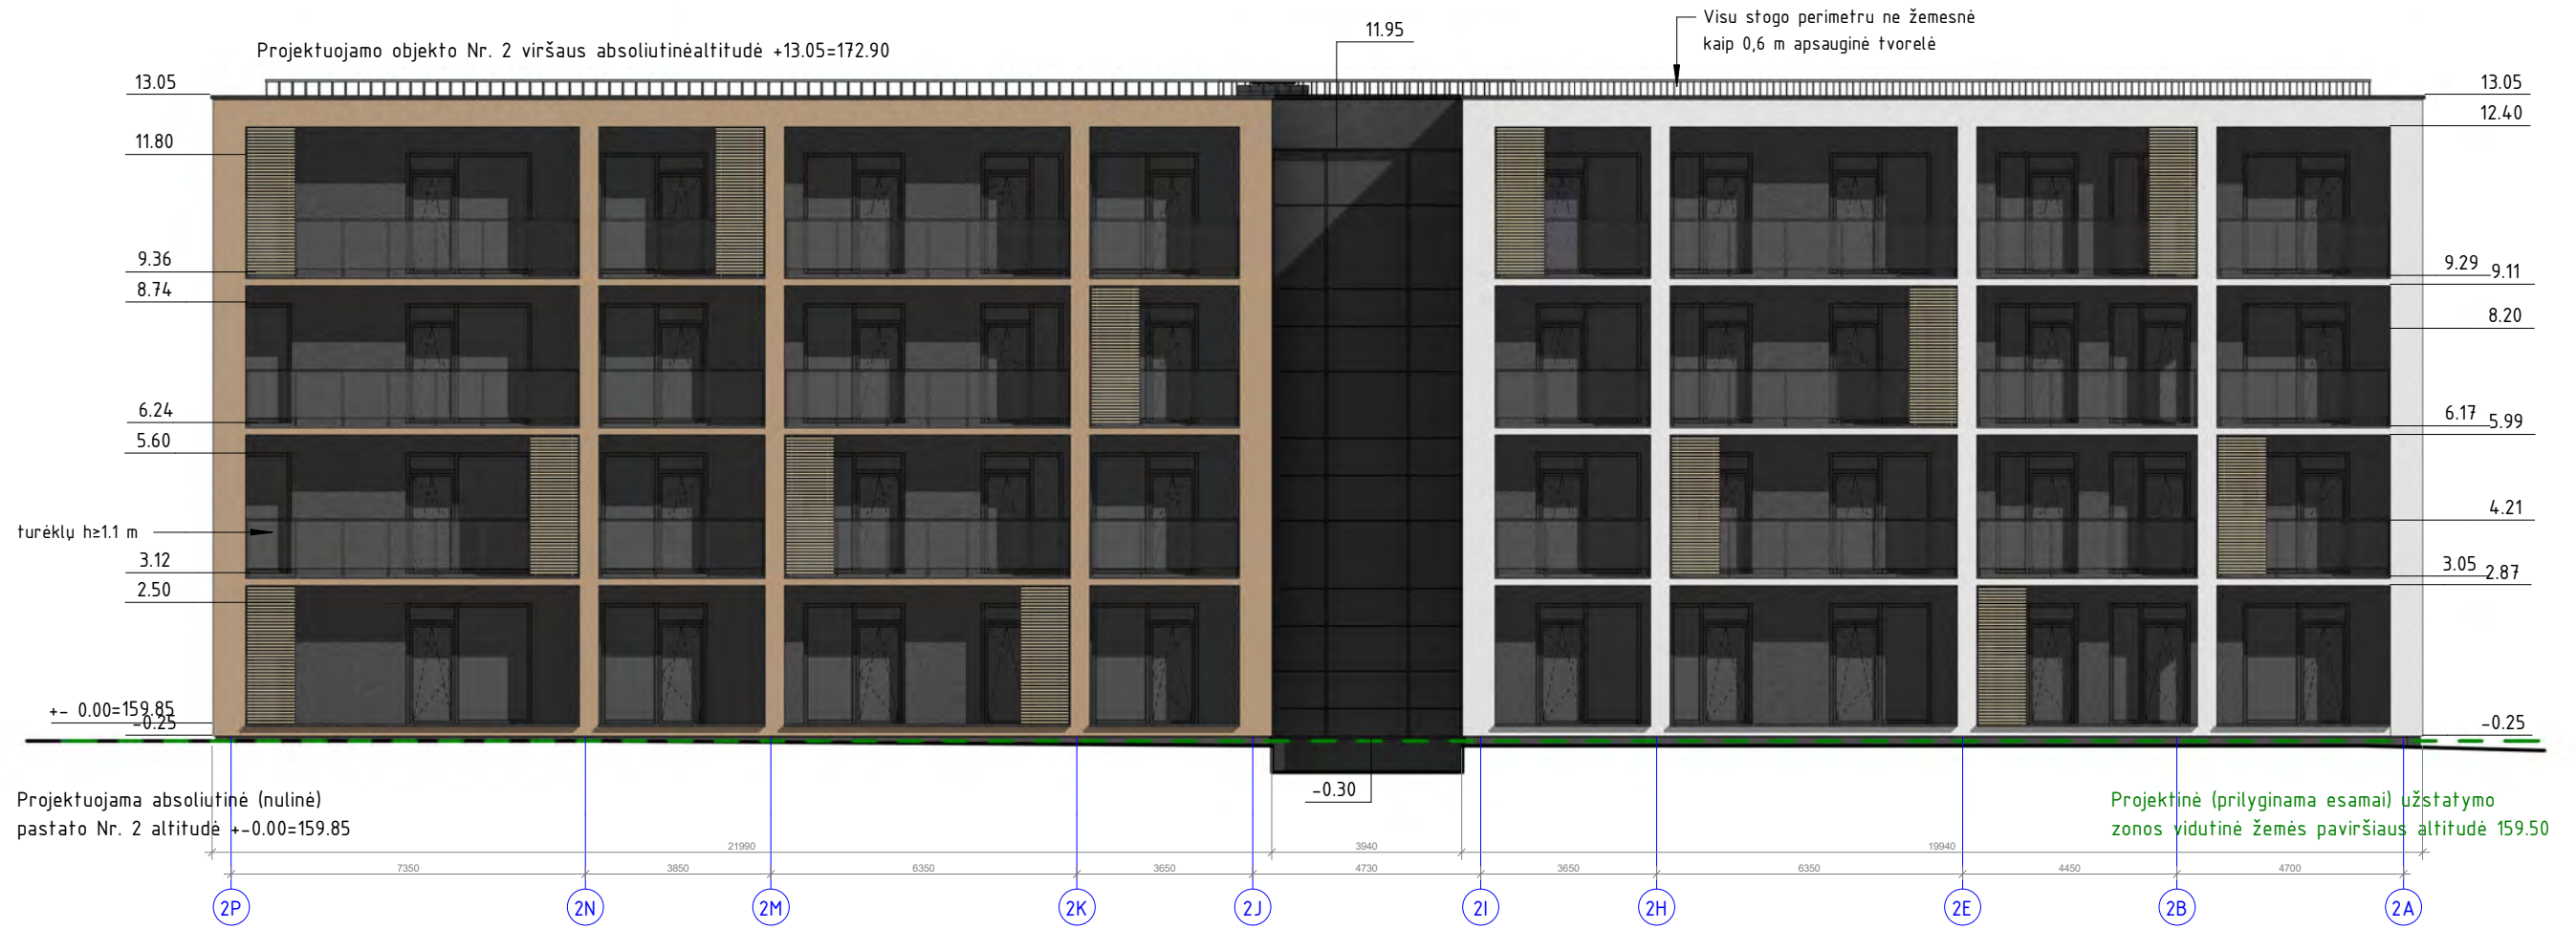 Visu stogo perimetru ne žemesnė
kaip 0,6 m apsauginė tvorelė
11.95
Projektuojamo objekto Nr. 2 viršaus absoliutinėaltitudė +13.05=172.90
13.05
13.05
12.40
11.80
9.36
9.29
9.11
8.74
8.20
6.24
6.17
5.99
5.60
4.21
turėklų h≥1.1 m
3.12
3.05
2.87
2.50
+- 0.00=159.85
-0.25
-0.25
-0.30
Projektuojama absoliutinė (nulinė)
pastato Nr. 2 altitudė +-0.00=159.85
Projektinė (prilyginama esamai) užstatymo
zonos vidutinė žemės paviršiaus altitudė 159.50
21990 3940 19940
7350 3850 6350 3650 4730 3650 6350 4450 4700
2P 2N 2M 2K 2J 2I 2H 2E 2B 2A